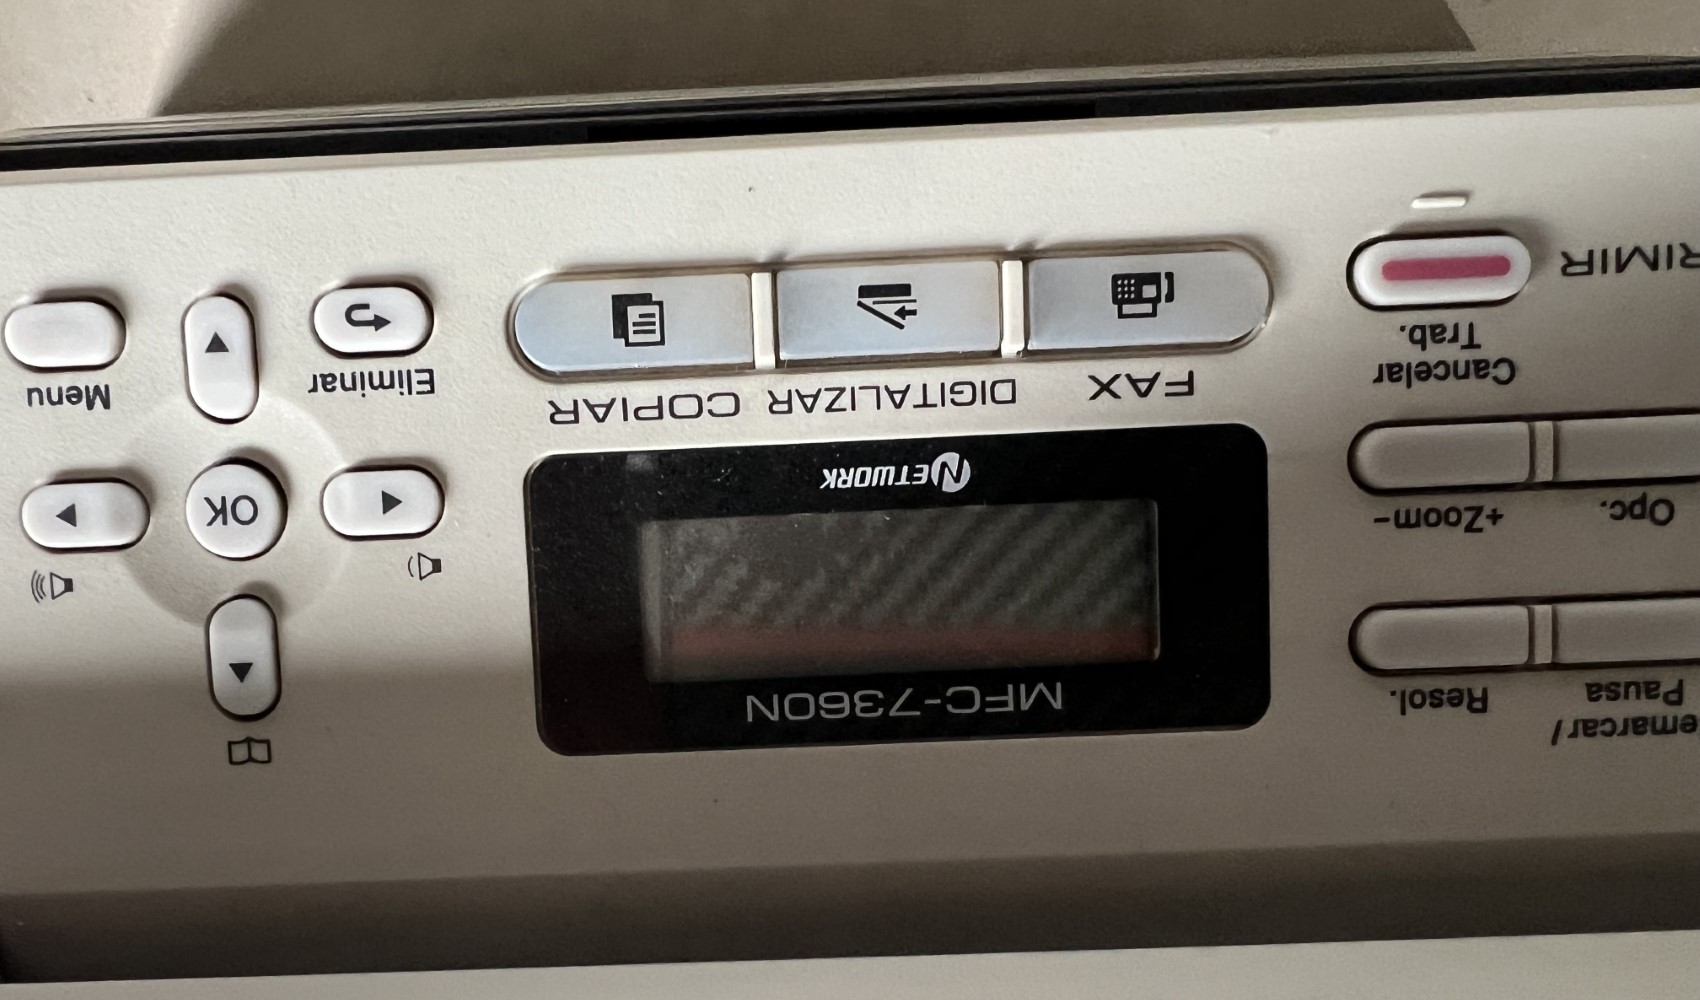 MFC-7360N
NETWORK
Resol.
Pausa
+Zoom-
Opc.
Cancelar
Trab.
FAX
DIGITALIZAR
COPIAR
OK
Eliminar
Menu